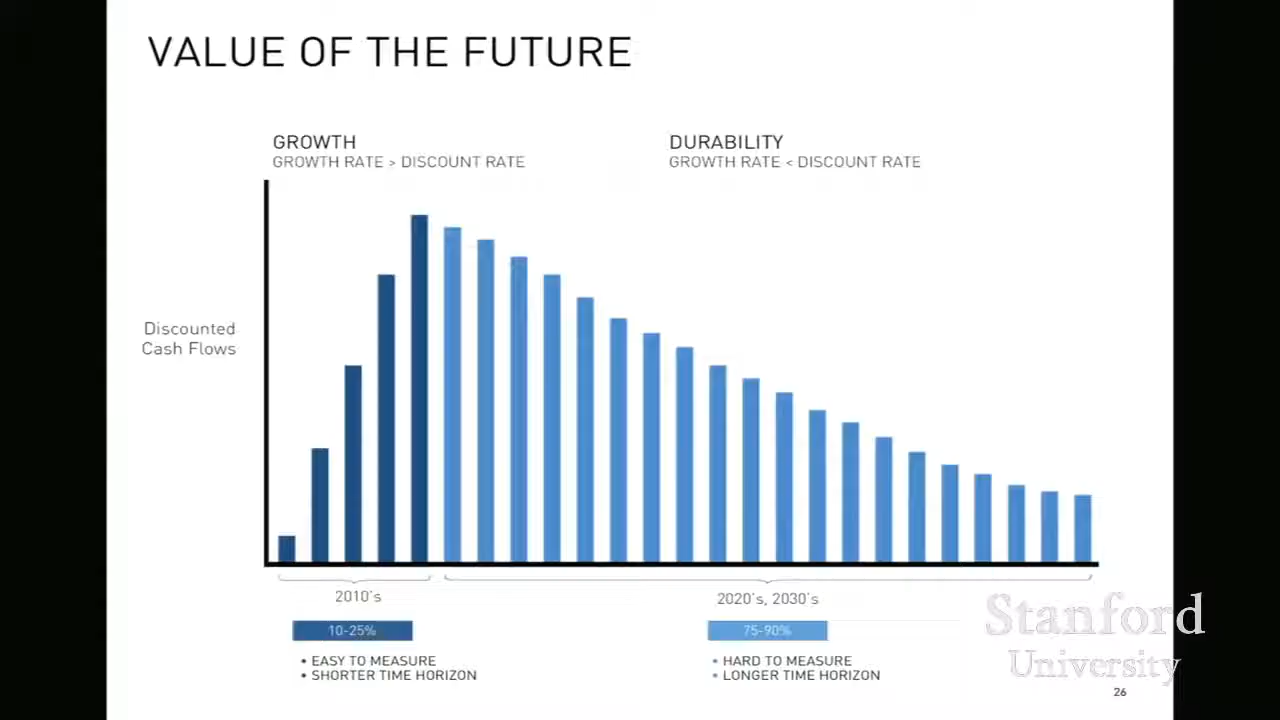 VALUE OF THE FUTURE
GROWTH
GROWTH RATE > DISCOUNT RATE
DURABILITY
GROWTH RATE < DISCOUNT RATE
Discounted
Cash Flows
2010's
10-25%
• EASY TO MEASURE
• SHORTER TIME HORIZON
2020's, 2030's
75-90%
• HARD TO MEASURE
• LONGER TIME HORIZON
Stanford
University
26